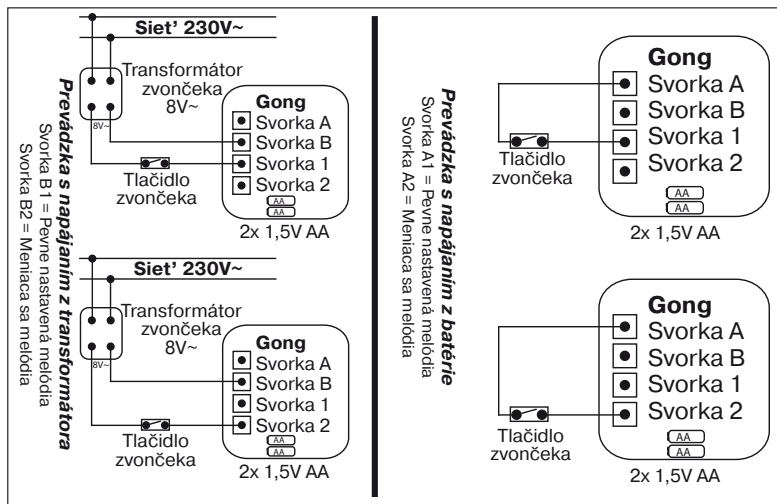 Prevádzka s napájaním z transformátora
Svorka B1 = Pevne nastavená melódia
Svorka B2 = Meniaca sa melódia
Siet' 230V~
Transformátor
zvončeka
8V~
8V~
Gong
Svorka A
Svorka B
Svorka 1
Svorka 2
AA
AA
2x 1,5V AA
Tlačidlo
zvončeka
Siet' 230V~
Transformátor
zvončeka
8V~
8V~
Gong
Svorka A
Svorka B
Svorka 1
Svorka 2
AA
AA
2x 1,5V AA
Tlačidlo
zvončeka
Prevádzka s napájaním z batérie
Svorka A1 = Pevne nastavená melódia
Svorka A2 = Meniaca sa melódia
Gong
Svorka A
Svorka B
Svorka 1
Svorka 2
AA
AA
2x 1,5V AA
Tlačidlo
zvončeka
Gong
Svorka A
Svorka B
Svorka 1
Svorka 2
AA
AA
2x 1,5V AA
Tlačidlo
zvončeka